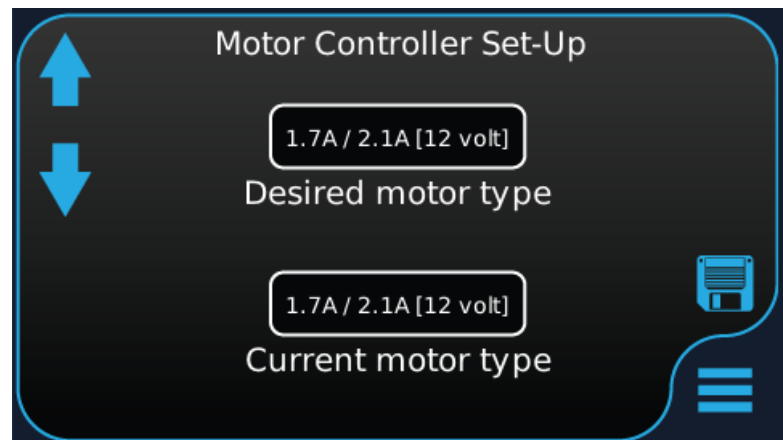 Motor Controller Set-Up
1.7A / 2.1A [12 volt]
Desired motor type
1.7A / 2.1A [12 volt]
Current motor type